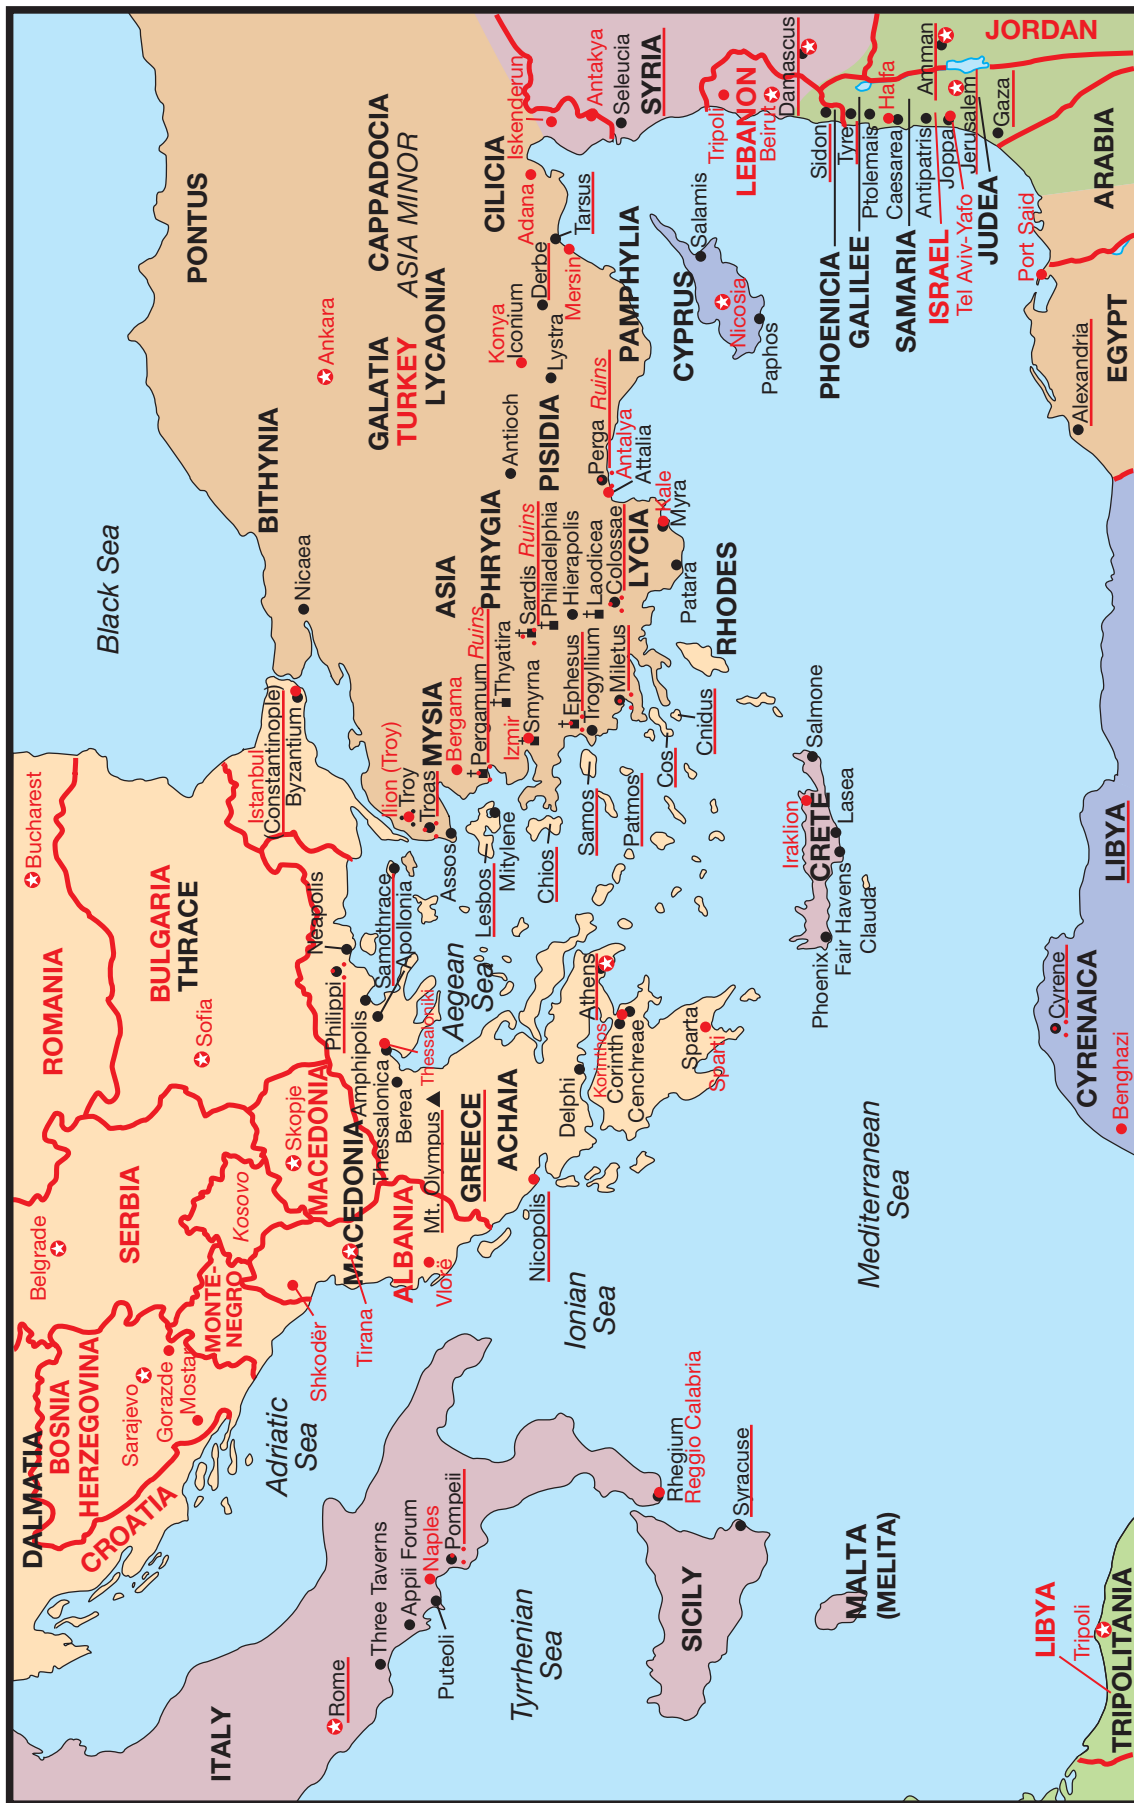 DALMATIA
BOSNIA
HERZEGOVINA
CROATIA
Sarajevo
Gorazde
Mostar
Belgrade
SERBIA
MONTE-
NEGRO
Kosovo
ROMANIA
Bucharest
BULGARIA
THRACE
Sofia
Skopje
MACEDONIA
MACEDONIA
Shkodër
Tirana
ALBANIA
Vlorë
Adriatic
Sea
ITALY
Rome
Three Taverns
Appii Forum
Naples
Puteoli
Pompeii
Tyrrhenian
Sea
Rhegium
Reggio Calabria
SICILY
Syracuse
MALTA
(MELITA)
Ionian
Sea
Mediterranean
Sea
LIBYA
Tripoli
TRIPOLITANIA
Black Sea
Istanbul
(Constantinople)
Byzantium
Nicaea
BITHYNIA
PONTUS
Neapolis
Philippi
Samothrace
Apollonia
Amphipolis
Thessalonica
Thessaloniki
Berea
Mt. Olympus
GREECE
ACHAIA
Nicopolis
Delphi
Athens
Korinthos
Corinth
Cenchreae
Sparta
Sparti
Aegean
Sea
Ilion (Troy)
Troy
Troas
MYSIA
Assos
Bergama
Pergamum Ruins
Lesbos
Mitylene
Thyatira
Izmir
Smyrna
Chios
Sardis Ruins
Philadelphia
Hierapolis
Laodicea
Colossae
Ephesus
Trogyllium
Miletus
Samos
Patmos
Cos
Cnidus
RHODES
ASIA
PHRYGIA
Antioch
PISIDIA
Perga Ruins
Antalya
Attalia
LYCIA
Kale
Myra
Patara
Ankara
GALATIA
TURKEY
LYCAONIA
CAPPADOCIA
ASIA MINOR
Konya
Iconium
Lystra
Derbe
Mersin
Tarsus
PAMPHYLIA
CILICIA
Adana
Iskenderun
Antakya
Seleucia
SYRIA
CYPRUS
Salamis
Nicosia
Paphos
Tripoli
LEBANON
Beirut
Damascus
Sidon
Tyre
Ptolemais
Haifa
Caesarea
Antipatris
Joppa
Jerusalem
Amman
JORDAN
Gaza
PHOENICIA
GALILEE
SAMARIA
ISRAEL
Tel Aviv-Yafo
JUDEA
ARABIA
Port Said
Alexandria
EGYPT
CRETE
Iraklion
Salmone
Lasea
Fair Havens
Phoenix
Clauda
LIBYA
Cyrene
CYRENAICA
Benghazi